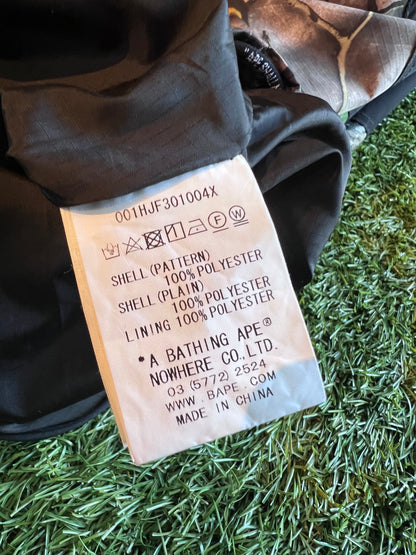 001HJF301004X
SHELL (PATTERN)
100% POLYESTER
SHELL (PLAIN)
100% POLYESTER
LINING 100% POLYESTER
*A BATHING APE®
NOWHERE CO., LTD.
03 (5772) 2524
WWW. BAPE. COM
MADE IN CHINA